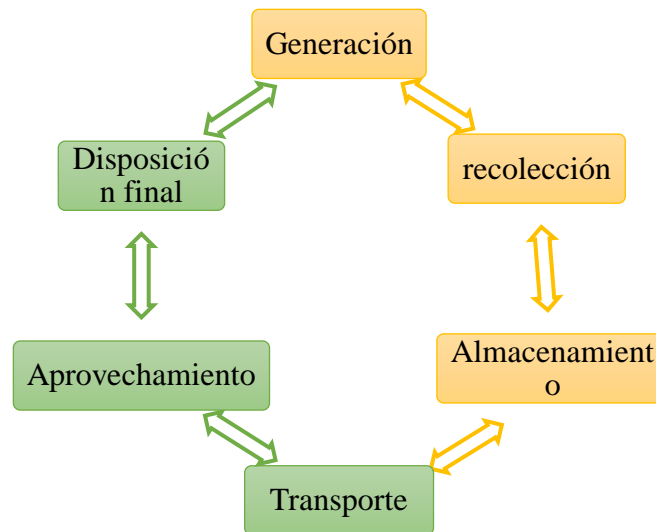 Generación
recolección
Almacenamient
o
Transporte
Aprovechamiento
Disposició
n final